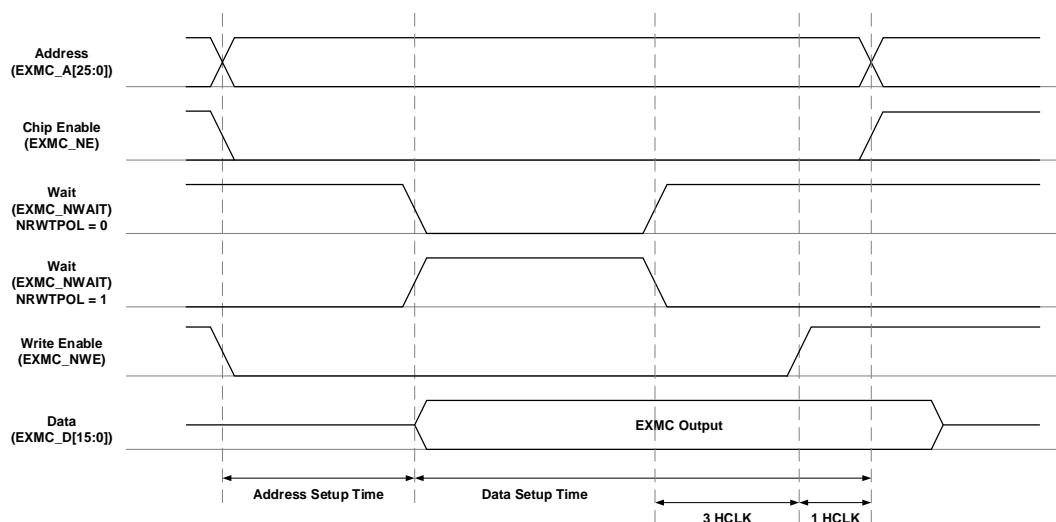 Address
(EXMC_A[25:0])
Chip Enable
(EXMC_NE)
Wait
(EXMC_NWAIT)
NRWTPOL = 0
Wait
(EXMC_NWAIT)
NRWTPOL = 1
Write Enable
(EXMC_NWE)
Data
(EXMC_D[15:0])
EXMC Output
Address Setup Time
Data Setup Time
3 HCLK
1 HCLK